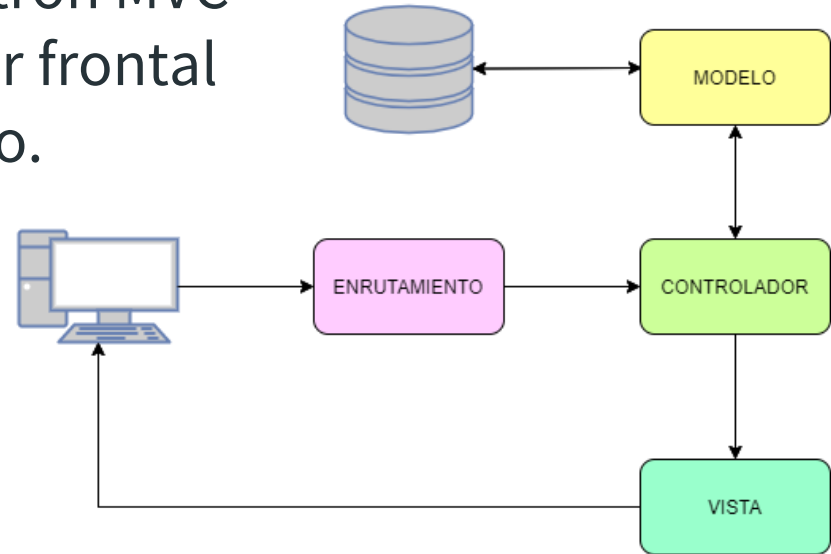 r frontal
o.
MODELO
ENRUTAMIENTO
CONTROLADOR
VISTA